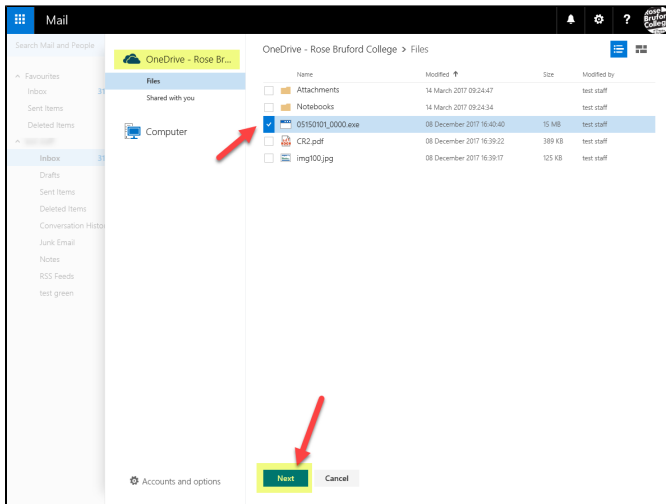 Mail
?
Rose
Bruford
College
Search Mail and People
OneDrive - Rose Br...
OneDrive - Rose Bruford College > Files
Files
Shared with you
Computer
Name Modified Size Modified by
Attachments 14 March 2017 09:24:47 test staff
Notebooks 14 March 2017 09:24:34 test staff
05150101_0000.exe 08 December 2017 16:40:40 15 MB test staff
CR2.pdf 08 December 2017 16:39:22 389 KB test staff
img100.jpg 08 December 2017 16:39:17 125 KB test staff
Favourites
Inbox 31
Sent Items
Deleted Items
Inbox 31
Drafts
Sent Items
Deleted Items
Conversation Histo
Junk Email
Notes
RSS Feeds
test green
Accounts and options
Next
Cancel